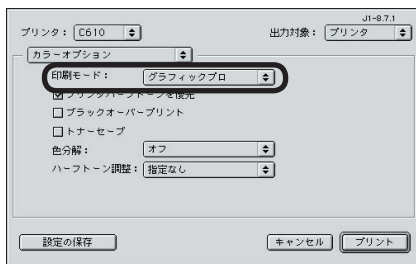 J1-8.7.1
プリンタ： C610 出力対象： プリンタ
カラーオプション
印刷モード： グラフィックプロ
プリンタハーフトーンを優先
ブラックオーバープリント
トナーセーブ
色分解： オフ
ハーフトーン調整： 指定なし
設定の保存 キャンセル プリント